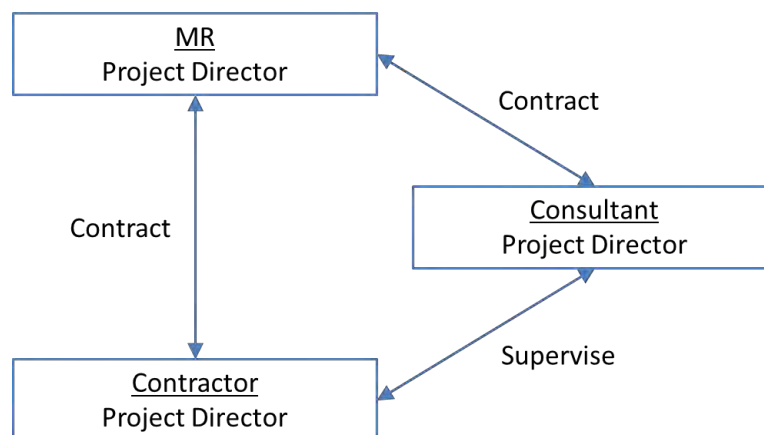 MR
Project Director
Contract
Contract
Consultant
Project Director
Supervise
Contractor
Project Director